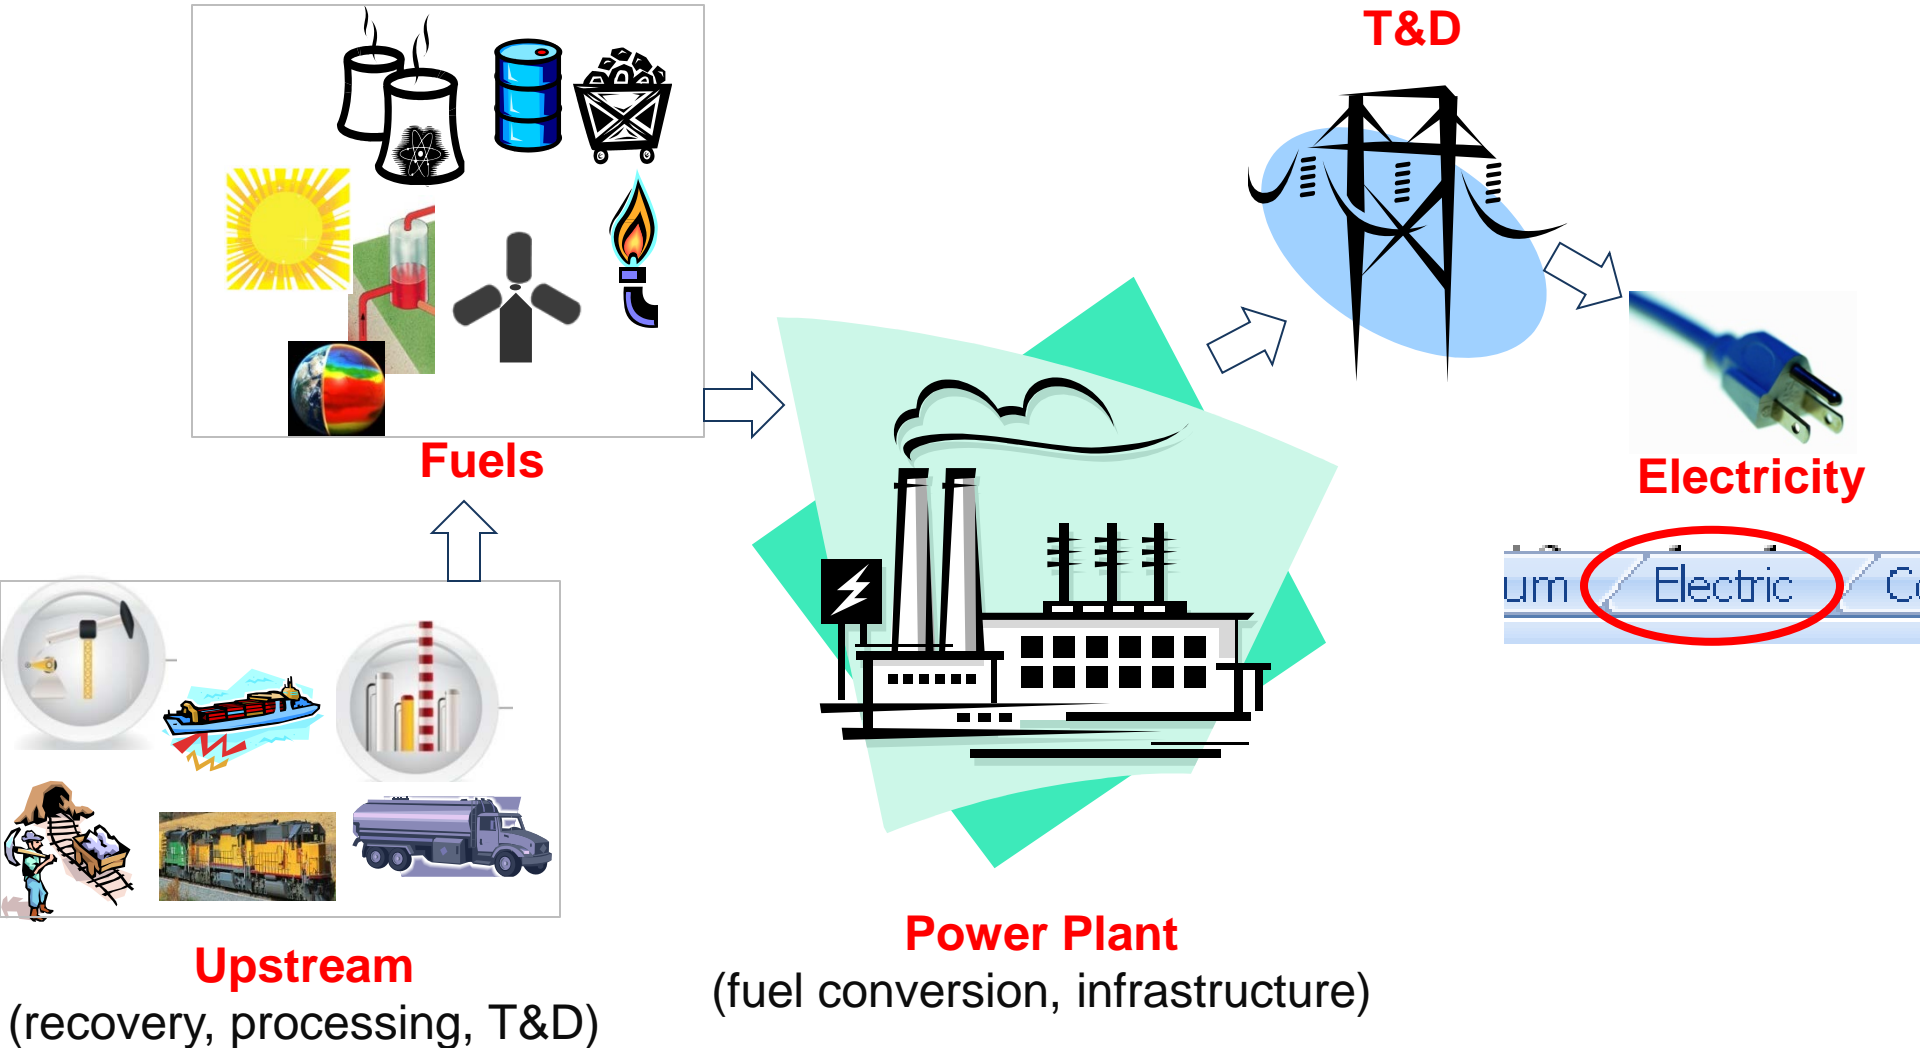 T&D
Fuels
Electricity
um
Electric
Upstream
(recovery, processing, T&D)
Power Plant
(fuel conversion, infrastructure)